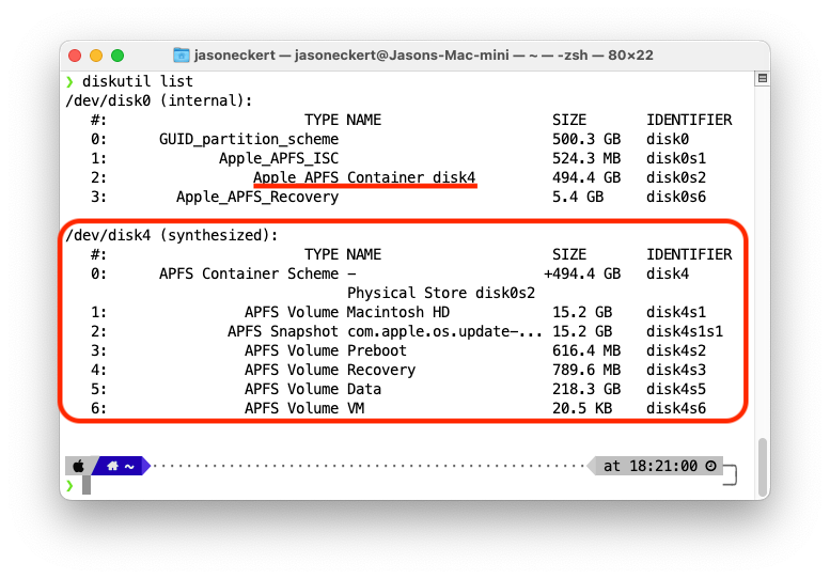 jasoneckert — jasoneckert@Jasons-Mac-mini — ~ — -zsh — 80×22
❯ diskutil list
/dev/disk0 (internal):
#: TYPE NAME SIZE IDENTIFIER
0: GUID_partition_scheme 500.3 GB disk0
1: Apple_APFS_ISC 524.3 MB disk0s1
2: Apple_APFS Container disk4 494.4 GB disk0s2
3: Apple_APFS_Recovery 5.4 GB disk0s6
/dev/disk4 (synthesized):
#: TYPE NAME SIZE IDENTIFIER
0: APFS Container Scheme - +494.4 GB disk4
Physical Store disk0s2
1: APFS Volume Macintosh HD 15.2 GB disk4s1
2: APFS Snapshot com.apple.os.update-... 15.2 GB disk4s1s1
3: APFS Volume Preboot 616.4 MB disk4s2
4: APFS Volume Recovery 789.6 MB disk4s3
5: APFS Volume Data 218.3 GB disk4s5
6: APFS Volume VM 20.5 KB disk4s6
~ at 18:21:00
❯